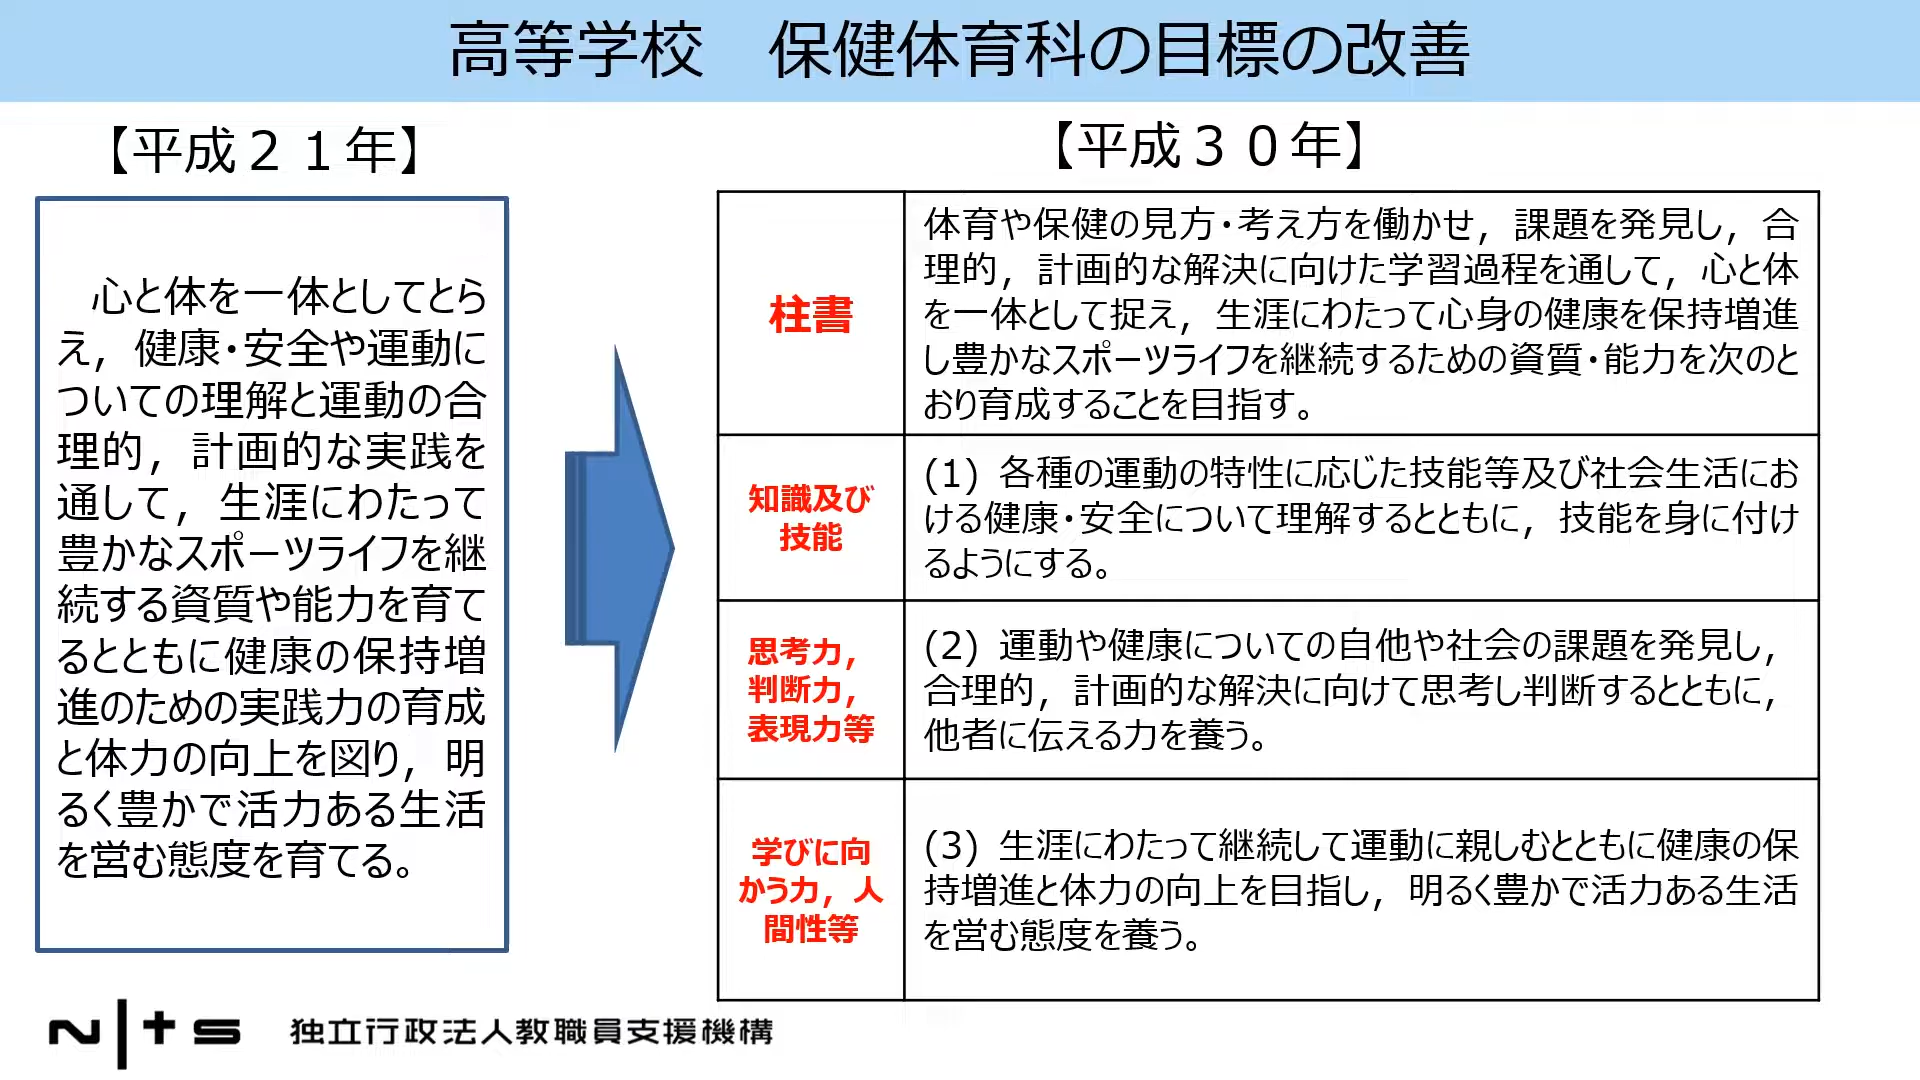 高等学校　保健体育科の目標の改善
【平成２１年】
心と体を一体としてとら
え，健康・安全や運動に
ついての理解と運動の合
理的，計画的な実践を
通して，生涯にわたって
豊かなスポーツライフを継
続する資質や能力を育て
るとともに健康の保持増
進のための実践力の育成
と体力の向上を図り，明
るく豊かで活力ある生活
を営む態度を育てる。
【平成３０年】
柱書
体育や保健の見方・考え方を働かせ，課題を発見し，合
理的，計画的な解決に向けた学習過程を通して，心と体
を一体として捉え，生涯にわたって心身の健康を保持増進
し豊かなスポーツライフを継続するための資質・能力を次のと
おり育成することを目指す。
知識及び
技能
(1) 各種の運動の特性に応じた技能等及び社会生活にお
ける健康・安全について理解するとともに，技能を身に付け
るようにする。
思考力，
判断力，
表現力等
(2) 運動や健康についての自他や社会の課題を発見し，
合理的，計画的な解決に向けて思考し判断するとともに，
他者に伝える力を養う。
学びに向
かう力，人
間性等
(3) 生涯にわたって継続して運動に親しむとともに健康の保
持増進と体力の向上を目指し，明るく豊かで活力ある生活
を営む態度を養う。
N|+S 独立行政法人教職員支援機構